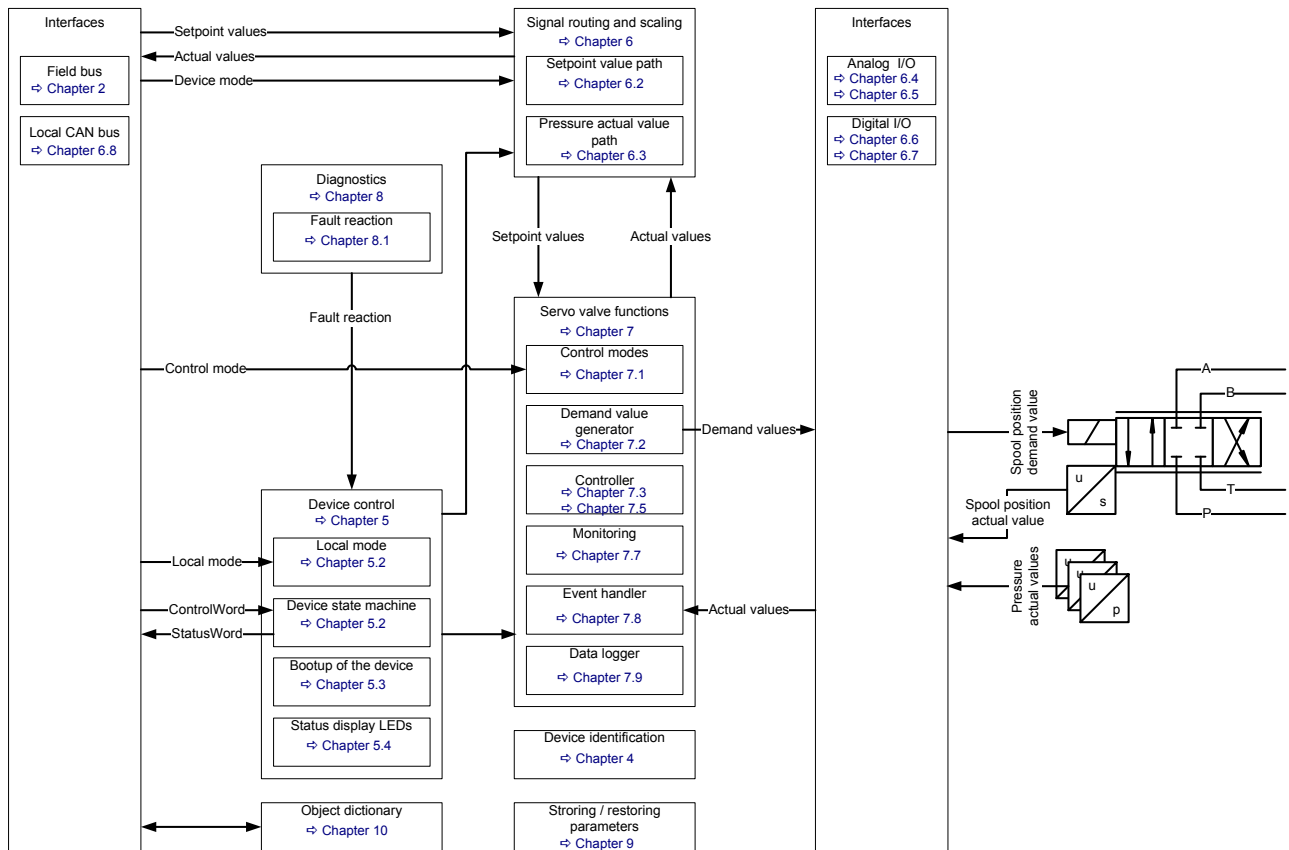 Interfaces
Field bus
⇨ Chapter 2
Local CAN bus
⇨ Chapter 6.8
Setpoint values
Actual values
Device mode
Signal routing and scaling
⇨ Chapter 6
Setpoint value path
⇨ Chapter 6.2
Pressure actual value
path
⇨ Chapter 6.3
Diagnostics
⇨ Chapter 8
Fault reaction
⇨ Chapter 8.1
Fault reaction
Setpoint values
Actual values
Control mode
Servo valve functions
⇨ Chapter 7
Control modes
⇨ Chapter 7.1
Demand value
generator
⇨ Chapter 7.2
Controller
⇨ Chapter 7.3
⇨ Chapter 7.5
Monitoring
⇨ Chapter 7.7
Event handler
⇨ Chapter 7.8
Data logger
⇨ Chapter 7.9
Demand values
Actual values
Local mode
ControlWord
StatusWord
Device control
⇨ Chapter 5
Local mode
⇨ Chapter 5.2
Device state machine
⇨ Chapter 5.2
Bootup of the device
⇨ Chapter 5.3
Status display LEDs
⇨ Chapter 5.4
Object dictionary
⇨ Chapter 10
Device identification
⇨ Chapter 4
Stroring / restoring
parameters
⇨ Chapter 9
Interfaces
Analog I/O
⇨ Chapter 6.4
⇨ Chapter 6.5
Digital I/O
⇨ Chapter 6.6
⇨ Chapter 6.7
Spool position
demand value
Spool position
actual value
Pressure
actual values
A
B
T
P
u
s
u
u
u
p